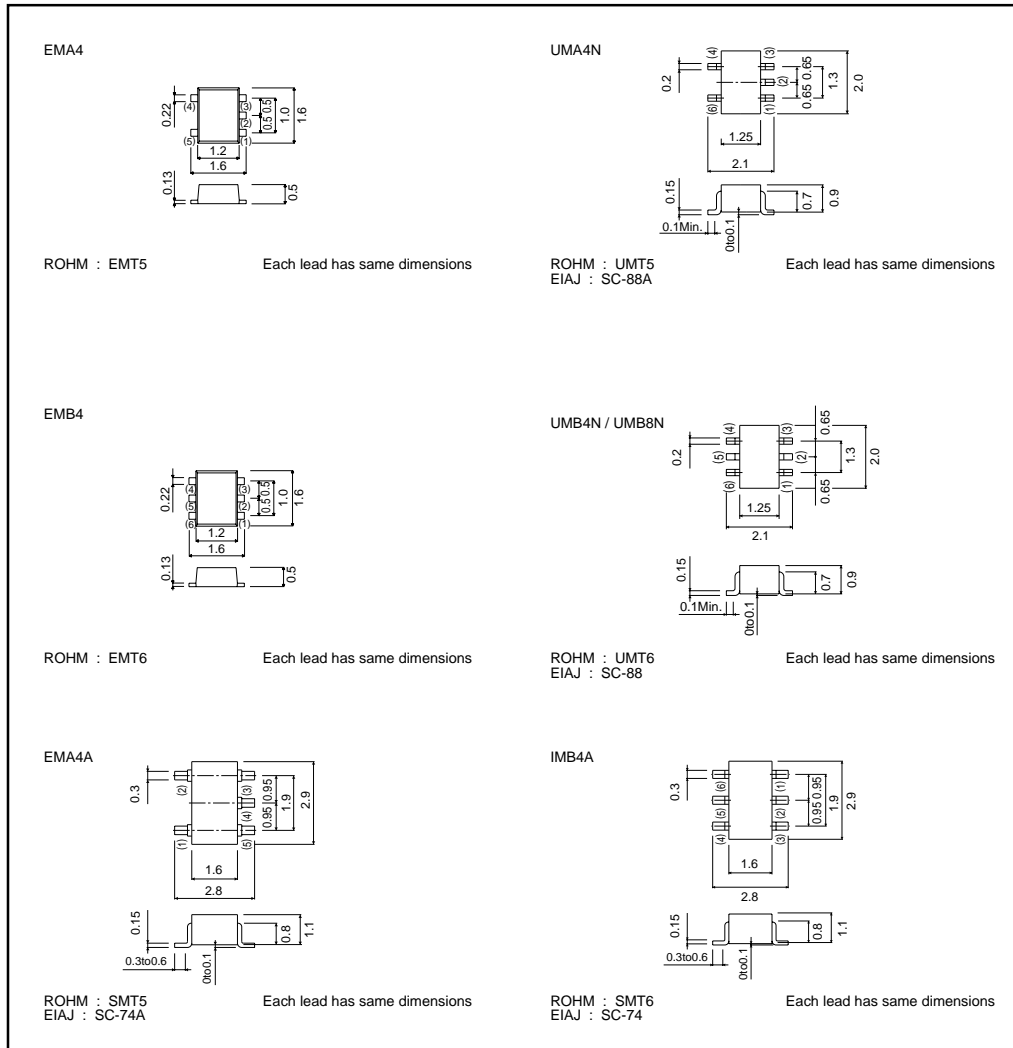 EMA4
0.22
(4)
(3)
(2)
(5)
(1)
0.5 0.5
1.0
1.6
1.2
1.6
0.13
0.5
ROHM : EMT5
Each lead has same dimensions
UMA4N
(4)
(3)
0.2
(2)
0.65
0.65
1.3
2.0
(6)
(1)
1.25
2.1
0.15
0.7
0.9
0.1Min.
0to0.1
ROHM : UMT5
Each lead has same dimensions
EIAJ : SC-88A
EMB4
0.22
(4)
(3)
(5)
(2)
(6)
(1)
0.5 0.5
1.0
1.6
1.2
1.6
0.13
0.5
ROHM : EMT6
Each lead has same dimensions
UMB4N / UMB8N
(4)
(3)
0.65
0.2
(5)
(2)
1.3
2.0
(6)
(1)
0.65
1.25
2.1
0.15
0.7
0.9
0.1Min.
0to0.1
ROHM : UMT6
Each lead has same dimensions
EIAJ : SC-88
EMA4A
0.3
(2)
(3)
(4)
0.95 0.95
1.9
2.9
(1)
(5)
1.6
2.8
0.15
0.8
1.1
0.3to0.6
0to0.1
ROHM : SMT5
Each lead has same dimensions
EIAJ : SC-74A
IMB4A
0.3
(6)
(1)
(5)
(2)
(4)
(3)
0.95 0.95
1.9
2.9
1.6
2.8
0.15
0.8
1.1
0.3to0.6
0to0.1
ROHM : SMT6
Each lead has same dimensions
EIAJ : SC-74